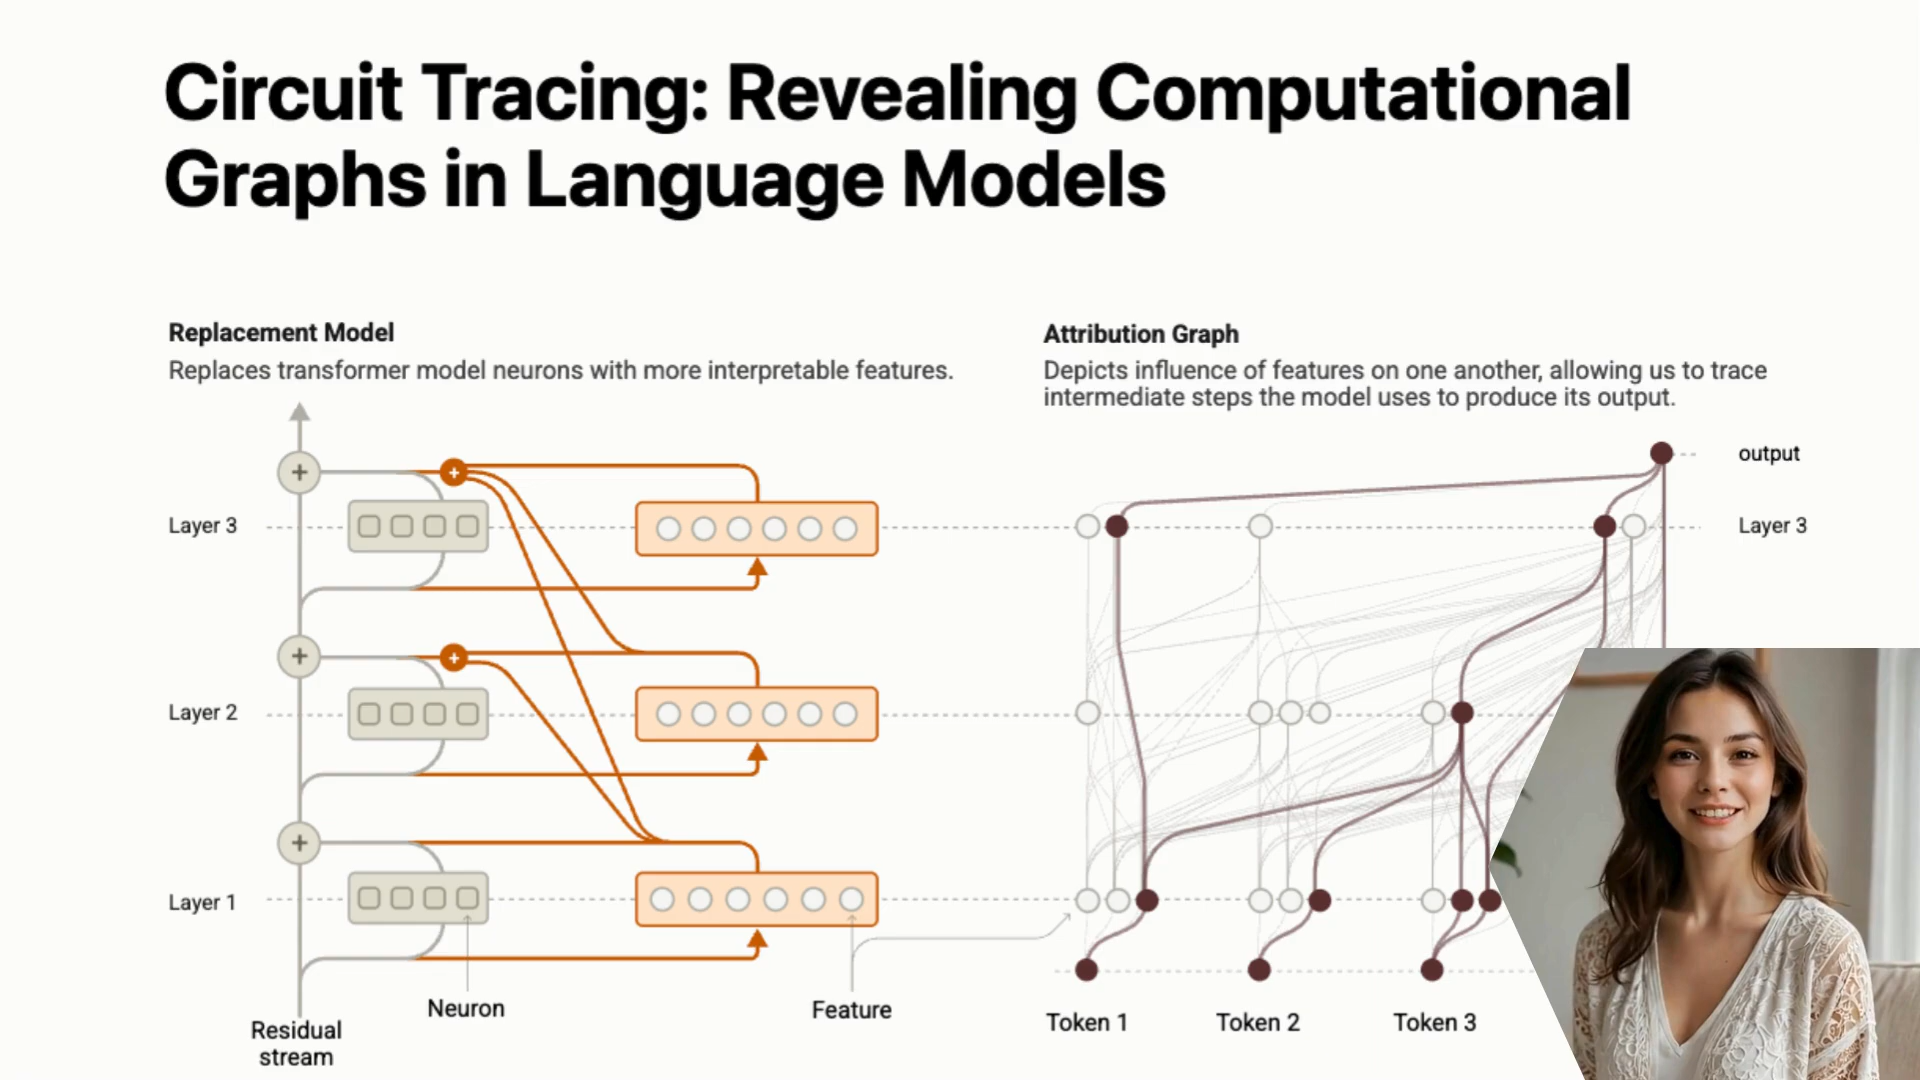 Circuit Tracing: Revealing Computational
Graphs in Language Models
Replacement Model
Replaces transformer model neurons with more interpretable features.
Attribution Graph
Depicts influence of features on one another, allowing us to trace
intermediate steps the model uses to produce its output.
+
+
output
Layer 3
Layer 3
+
+
Layer 2
+
Layer 1
Neuron
Feature
Residual
stream
Token 1
Token 2
Token 3